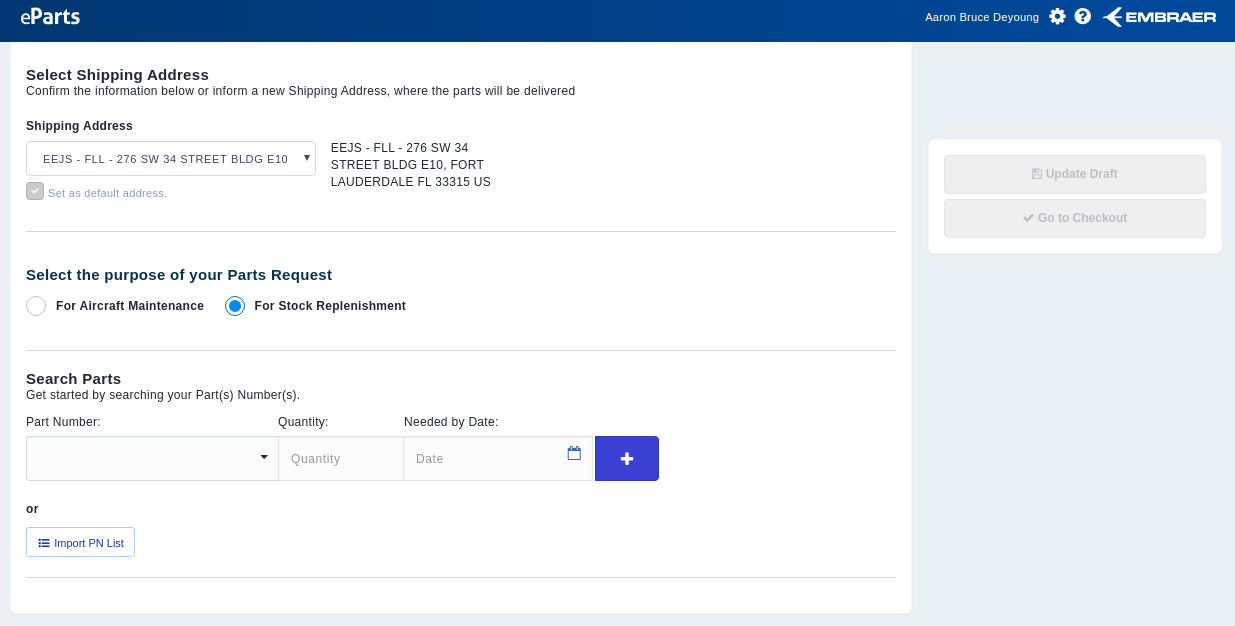 eParts
Aaron Bruce Deyoung
EMBRAER
Select Shipping Address
Confirm the information below or inform a new Shipping Address, where the parts will be delivered
Shipping Address
EEJS - FLL - 276 SW 34 STREET BLDG E10
EEJS - FLL - 276 SW 34
STREET BLDG E10, FORT
LAUDERDALE FL 33315 US
Set as default address.
Update Draft
Go to Checkout
Select the purpose of your Parts Request
For Aircraft Maintenance
For Stock Replenishment
Search Parts
Get started by searching your Part(s) Number(s).
Part Number:
Quantity:
Needed by Date:
Quantity
Date
or
Import PN List